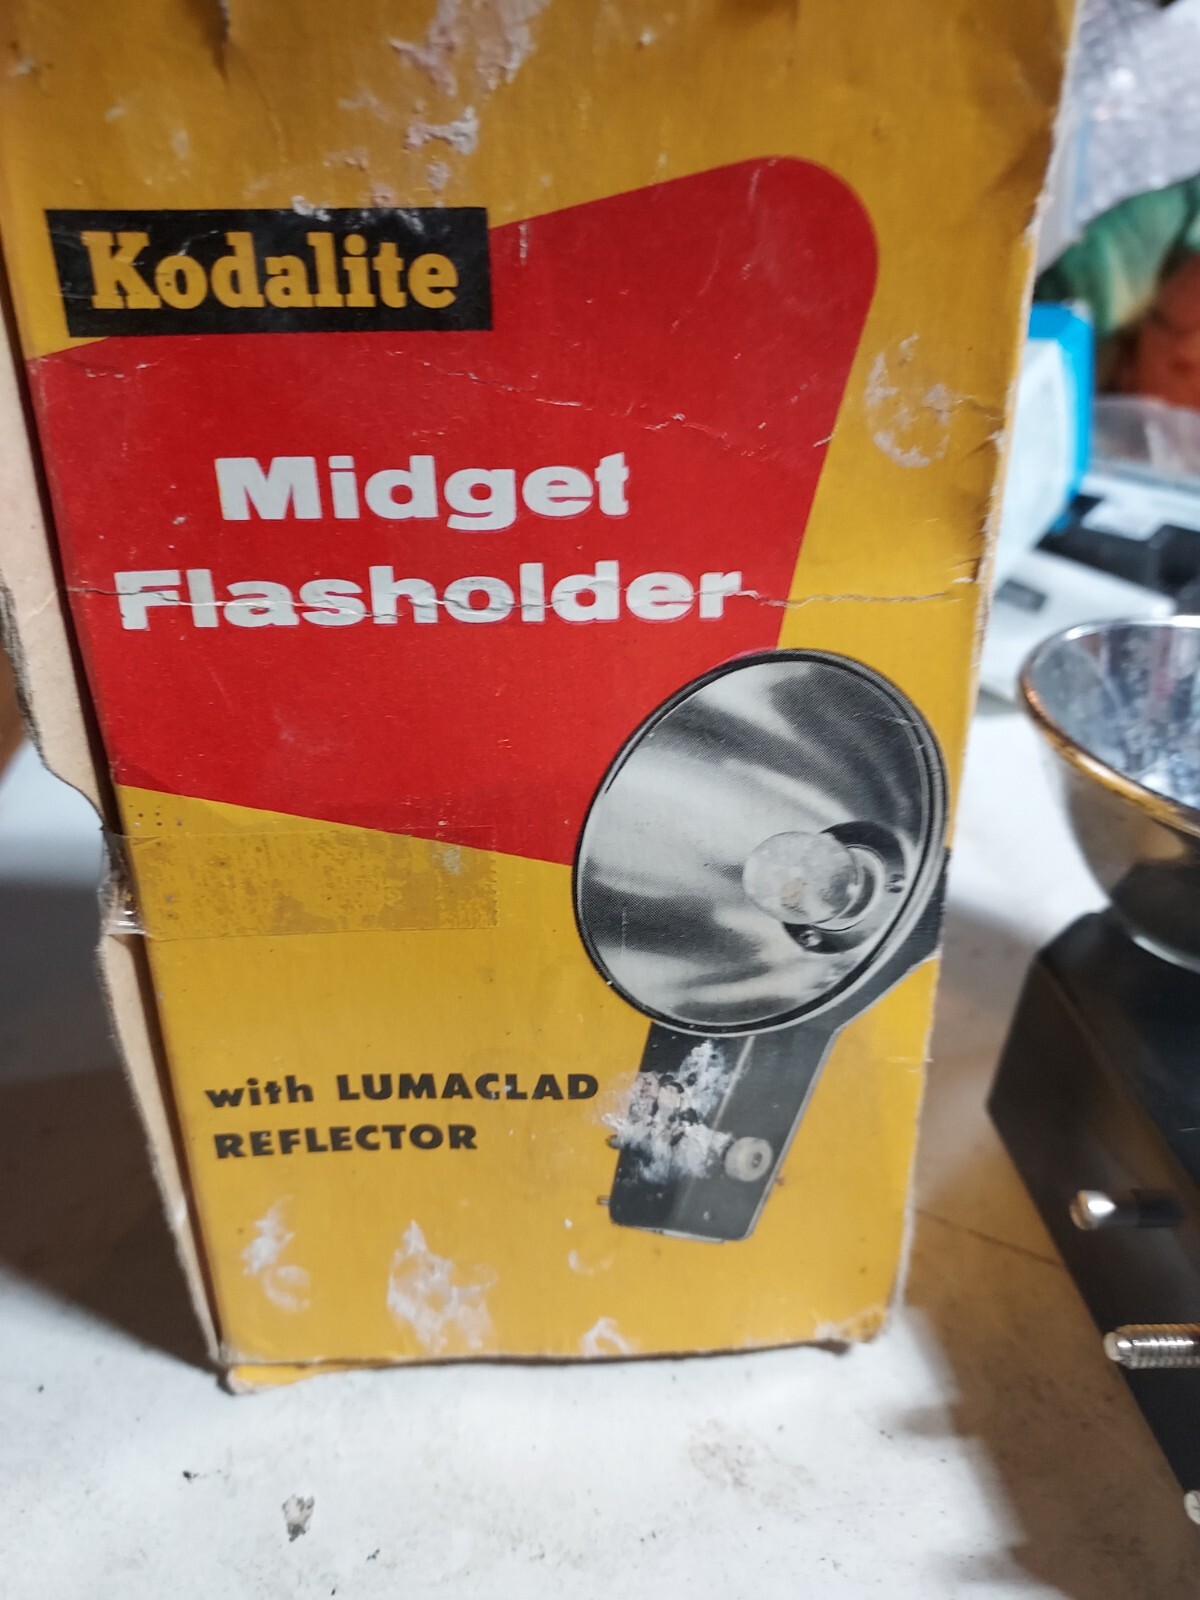 Kodalite
Midget
Flasholder
with LUMACLAD
REFLECTOR